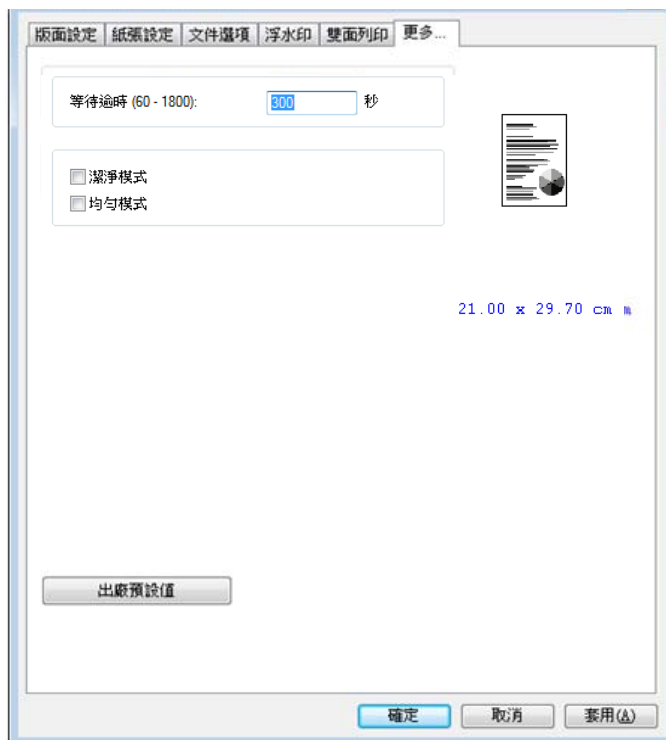 版面設定 紙張設定 文件選項 浮水印 雙面列印 更多...
等待逾時 (60 - 1800): 300 秒
潔淨模式
均勻模式
21.00 x 29.70 cm m
出廠預設值
確定 取消 套用(A)